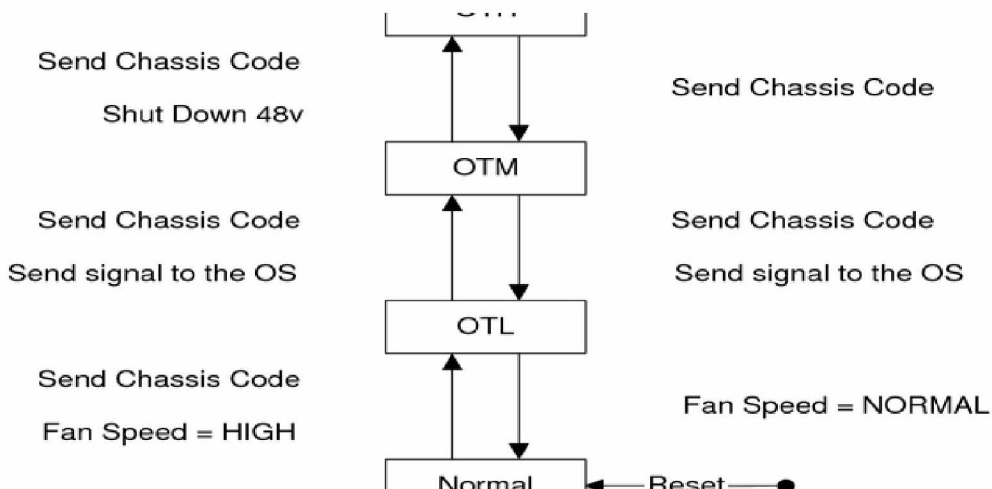 Send Chassis Code
Shut Down 48v
Send Chassis Code
OTM
Send Chassis Code
Send signal to the OS
Send Chassis Code
Send signal to the OS
OTL
Send Chassis Code
Fan Speed = HIGH
Fan Speed = NORMAL
Normal
Reset